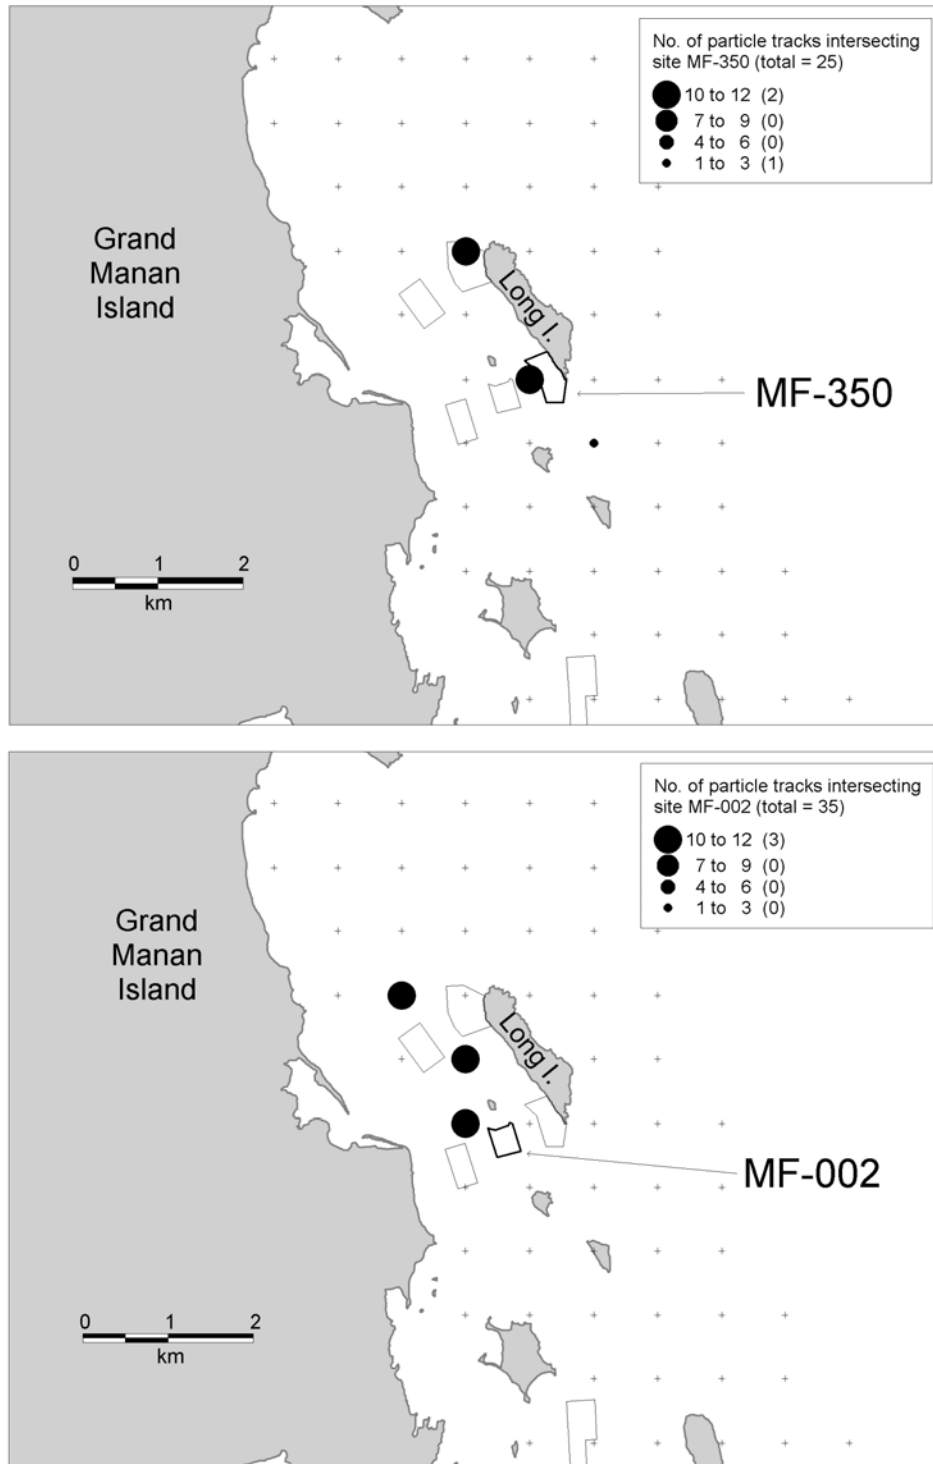 No. of particle tracks intersecting
site MF-350 (total = 25)
10 to 12 (2)
7 to 9 (0)
4 to 6 (0)
1 to 3 (1)
Grand
Manan
Island
Long I.
MF-350
0 1 2
km
No. of particle tracks intersecting
site MF-002 (total = 35)
10 to 12 (3)
7 to 9 (0)
4 to 6 (0)
1 to 3 (0)
Grand
Manan
Island
Long I.
MF-002
0 1 2
km